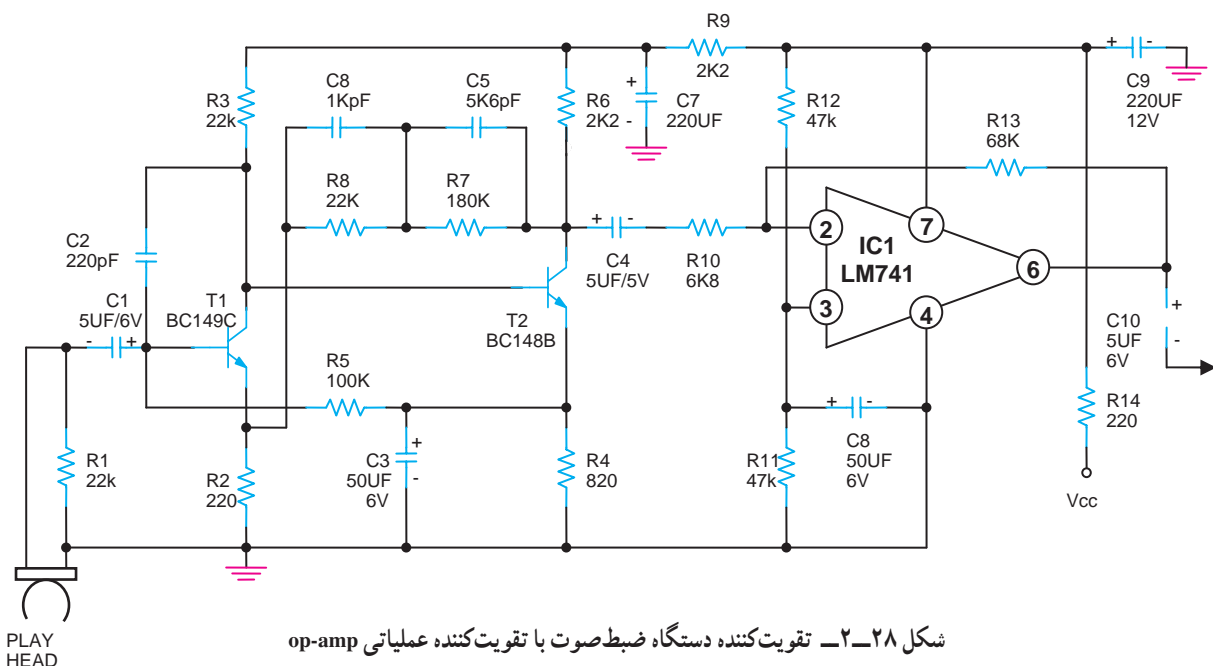 R9
2K2
+ -
C9
220UF
12V
C8
1KpF
C5
5K6pF
R3
22k
R6
2K2
+
-
C7
220UF
R12
47k
R13
68K
R8
22K
R7
180K
C2
220pF
+ -
C4
5UF/5V
R10
6K8
2
7
IC1
LM741
6
3
4
C1
5UF/6V
- +
T1
BC149C
T2
BC148B
+
-
C10
5UF
6V
R5
100K
R1
22k
R2
220
+
-
C3
50UF
6V
R4
820
R11
47k
+ -
C8
50UF
6V
R14
220
Vcc
PLAY
HEAD
شکل ۲۸ــ۲ــ تقویت‌کننده دستگاه ضبط‌صوت با تقویت‌کننده عملیاتی op-amp